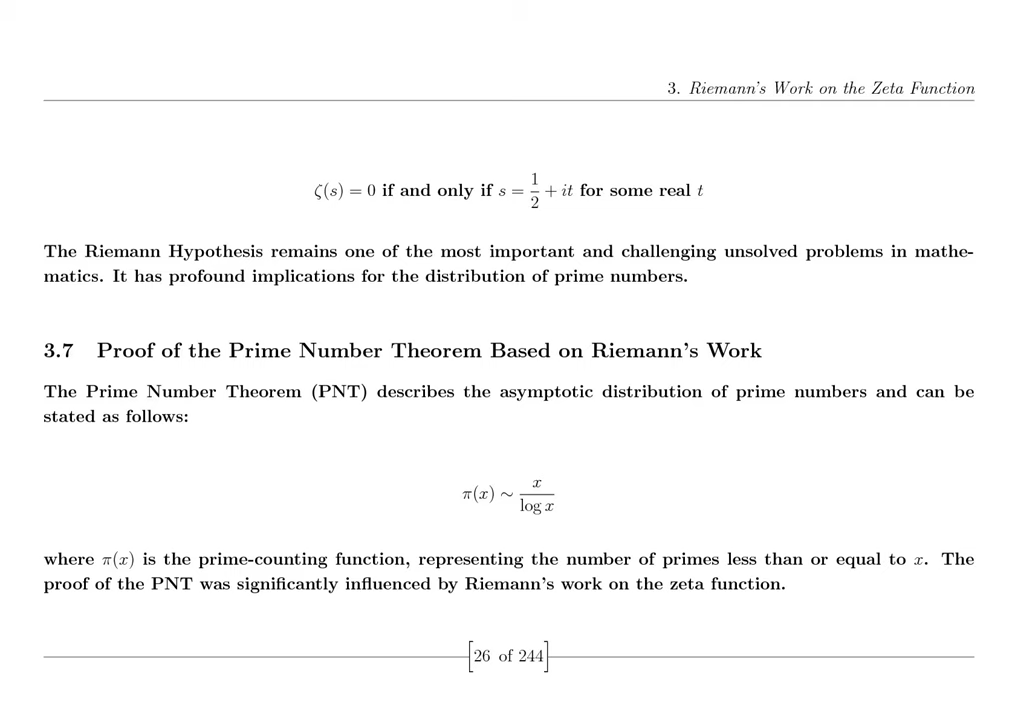 3. Riemann's Work on the Zeta Function
ζ(s) = 0 if and only if s = 1/2 + it for some real t
The Riemann Hypothesis remains one of the most important and challenging unsolved problems in mathe-
matics. It has profound implications for the distribution of prime numbers.
3.7 Proof of the Prime Number Theorem Based on Riemann's Work
The Prime Number Theorem (PNT) describes the asymptotic distribution of prime numbers and can be
stated as follows:
π(x) ~ x / log x
where π(x) is the prime-counting function, representing the number of primes less than or equal to x. The
proof of the PNT was significantly influenced by Riemann's work on the zeta function.
[26 of 244]